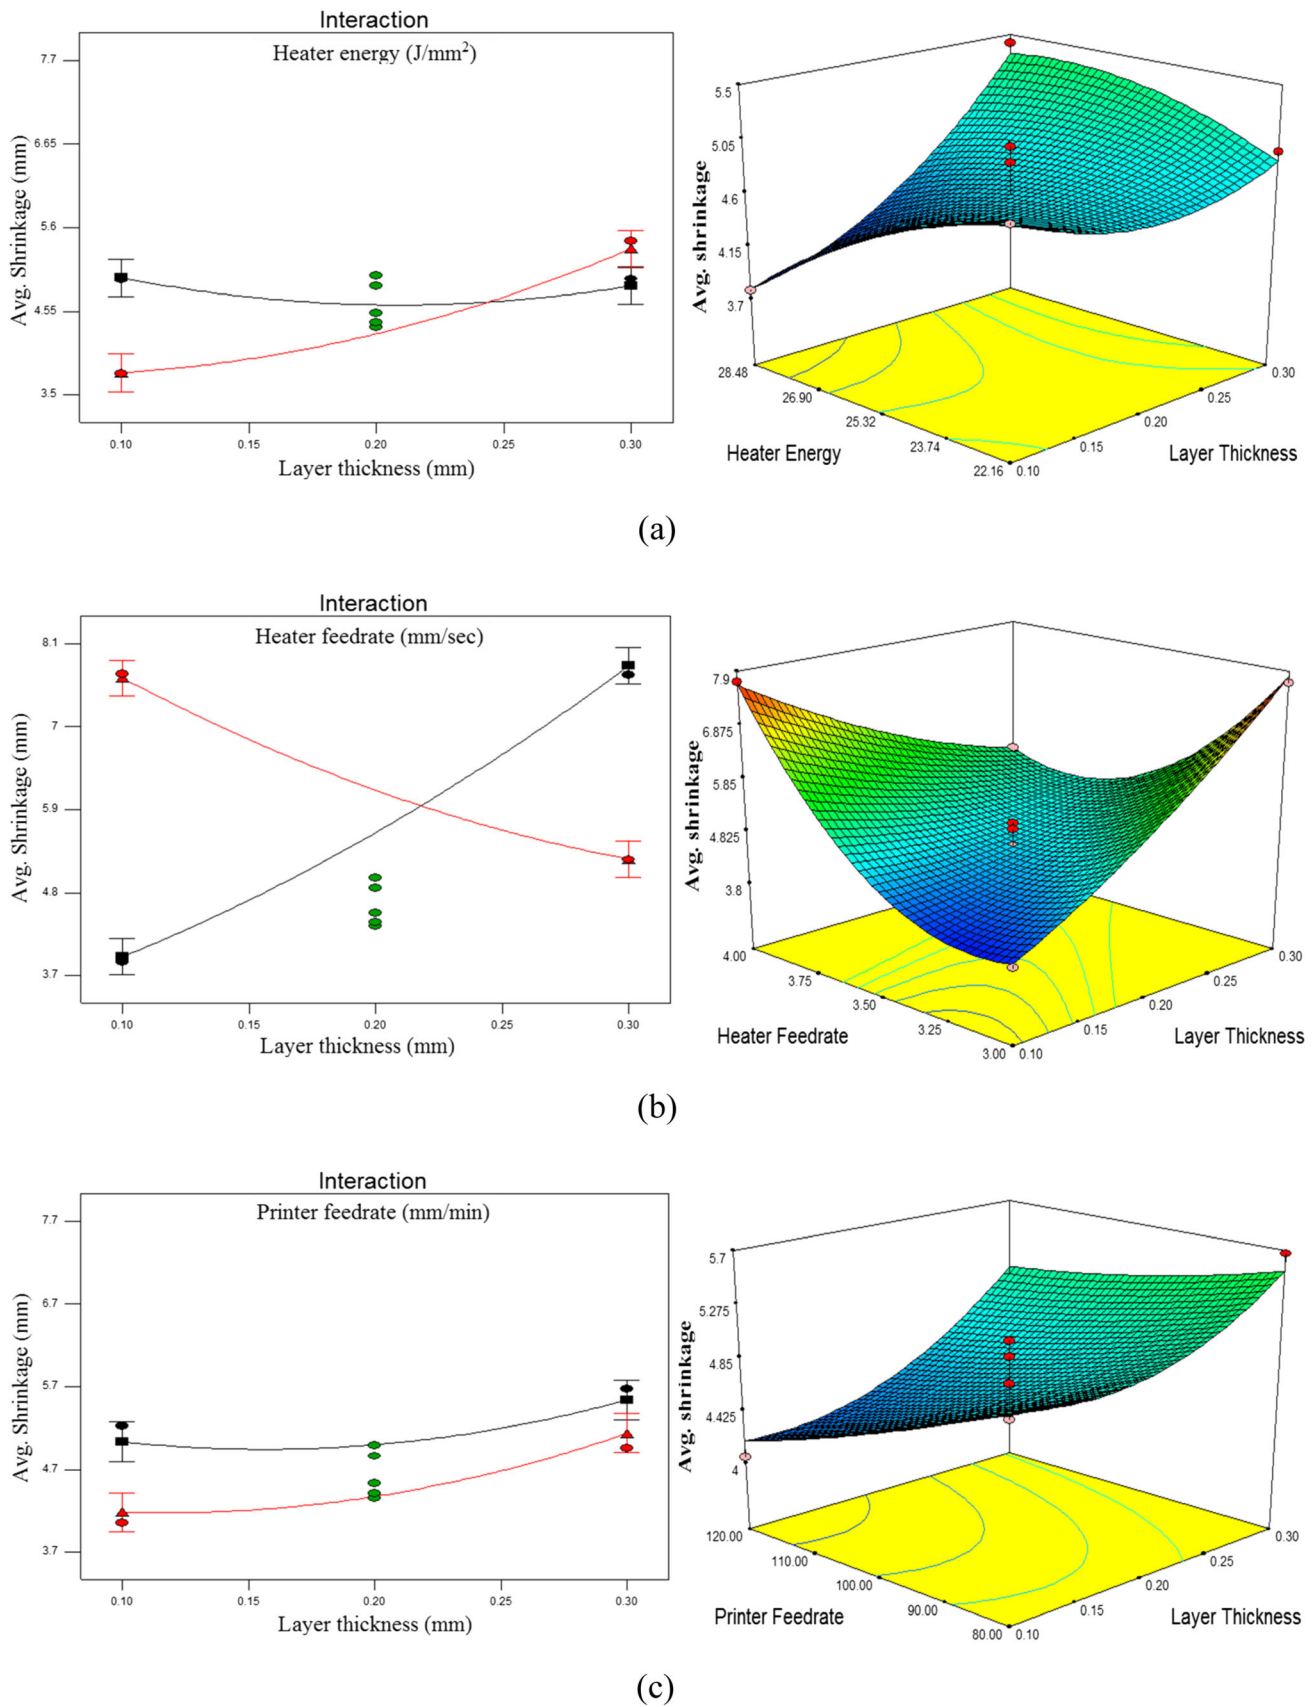 Interaction
Heater energy (J/mm²)
Avg. Shrinkage (mm)
7.7
6.65
5.6
4.55
3.5
0.10 0.15 0.20 0.25 0.30
Layer thickness (mm)
Avg. shrinkage
5.5
5.05
4.6
4.15
3.7
28.48
26.90
25.32
23.74
22.16
Heater Energy
0.10
0.15
0.20
0.25
0.30
Layer Thickness
(a)
Interaction
Heater feedrate (mm/sec)
Avg. Shrinkage (mm)
8.1
7
5.9
4.8
3.7
0.10 0.15 0.20 0.25 0.30
Layer thickness (mm)
Avg. shrinkage
7.9
6.875
5.85
4.825
3.8
4.00
3.75
3.50
3.25
3.00
Heater Feedrate
0.10
0.15
0.20
0.25
0.30
Layer Thickness
(b)
Interaction
Printer feedrate (mm/min)
Avg. Shrinkage (mm)
7.7
6.7
5.7
4.7
3.7
0.10 0.15 0.20 0.25 0.30
Layer thickness (mm)
Avg. shrinkage
5.7
5.275
4.85
4.425
4
120.00
110.00
100.00
90.00
80.00
Printer Feedrate
0.10
0.15
0.20
0.25
0.30
Layer Thickness
(c)